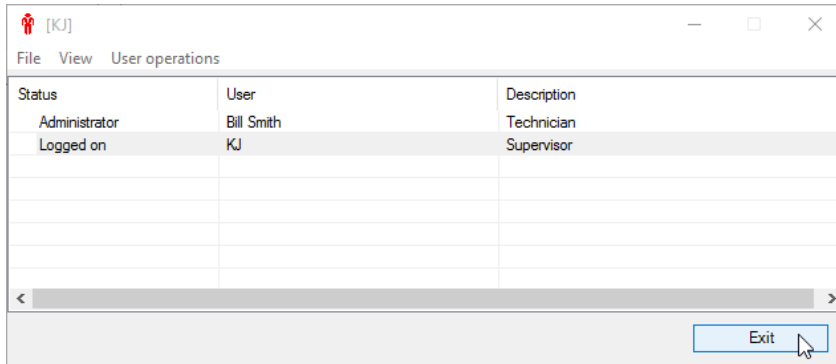 [KJ]
File View User operations
Status User Description
Administrator Bill Smith Technician
Logged on KJ Supervisor
Exit